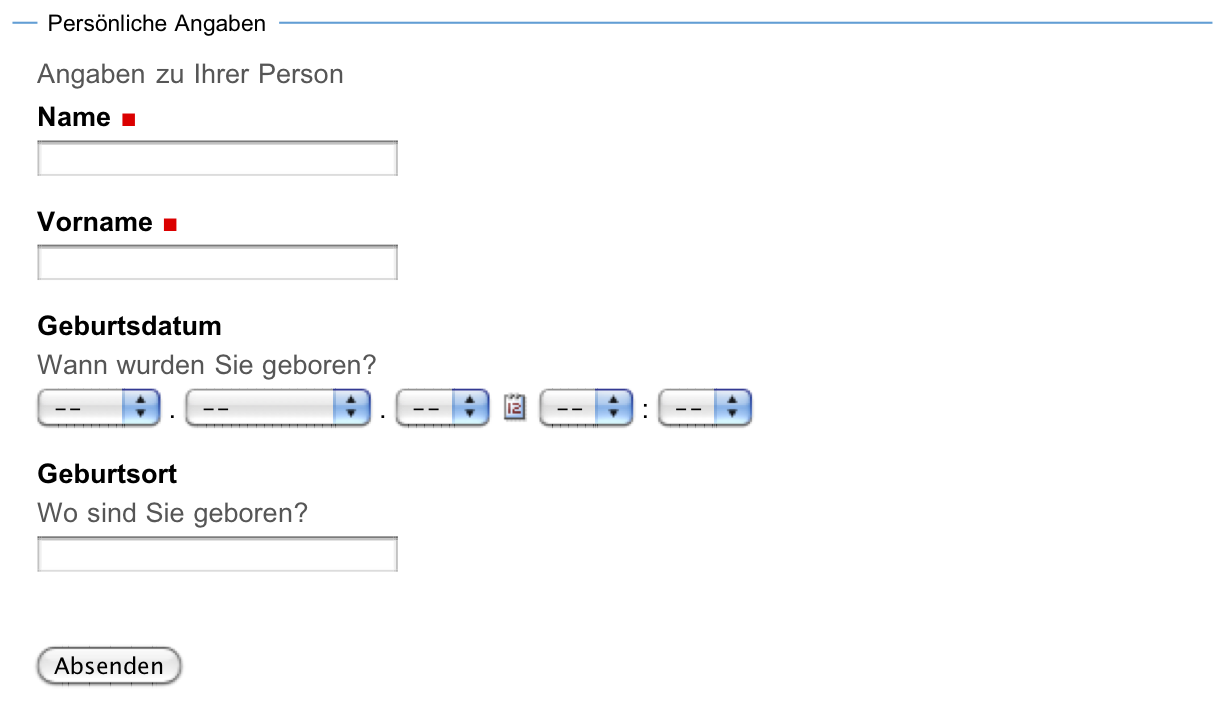 Persönliche Angaben
Angaben zu Ihrer Person
Name
Vorname
Geburtsdatum
Wann wurden Sie geboren?
-- . -- . -- 12 -- : --
Geburtsort
Wo sind Sie geboren?
Absenden